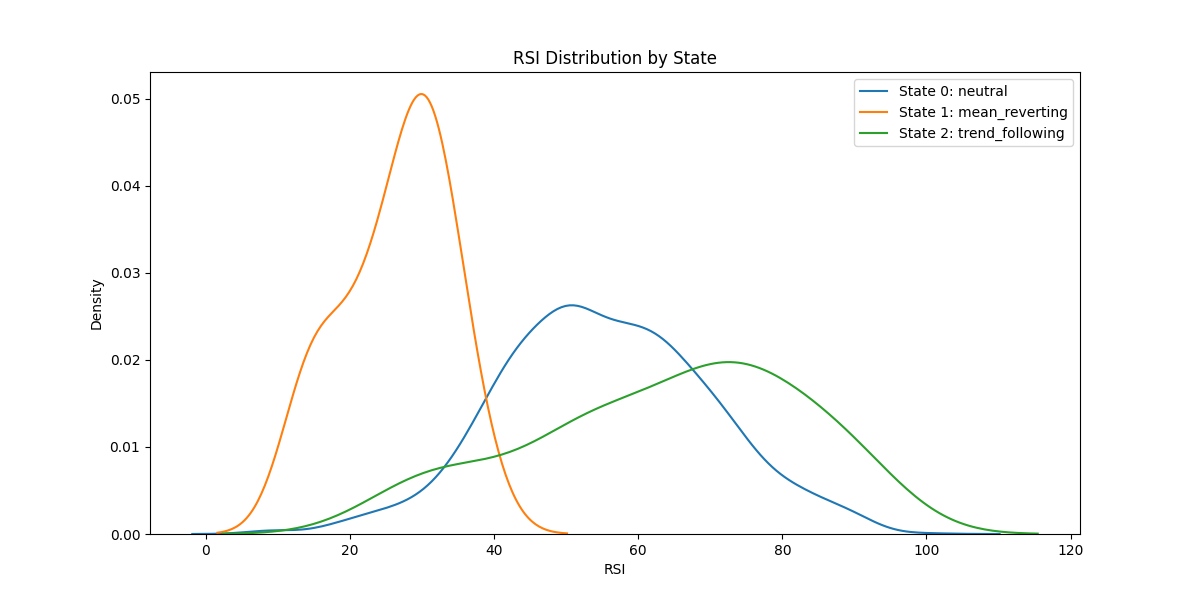 RSI Distribution by State
State 0: neutral
State 1: mean_reverting
State 2: trend_following
0.05
0.04
0.03
0.02
0.01
0.00
Density
0 20 40 60 80 100 120
RSI